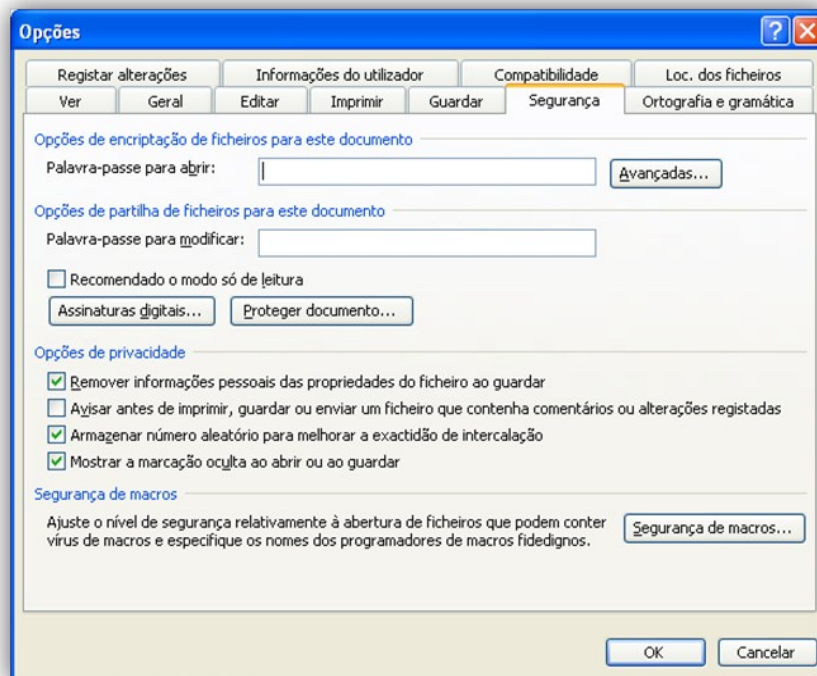 Opções
Registar alterações Informações do utilizador Compatibilidade Loc. dos ficheiros
Ver Geral Editar Imprimir Guardar Segurança Ortografia e gramática
Opções de encriptação de ficheiros para este documento
Palavra-passe para abrir:
Avançadas...
Opções de partilha de ficheiros para este documento
Palavra-passe para modificar:
Recomendado o modo só de leitura
Assinaturas digitais... Proteger documento...
Opções de privacidade
Remover informações pessoais das propriedades do ficheiro ao guardar
Avisar antes de imprimir, guardar ou enviar um ficheiro que contenha comentários ou alterações registadas
Armazenar número aleatório para melhorar a exactidão de intercalação
Mostrar a marcação oculta ao abrir ou ao guardar
Segurança de macros
Ajuste o nível de segurança relativamente à abertura de ficheiros que podem conter
vírus de macros e especifique os nomes dos programadores de macros fidedignos.
Segurança de macros...
OK Cancelar